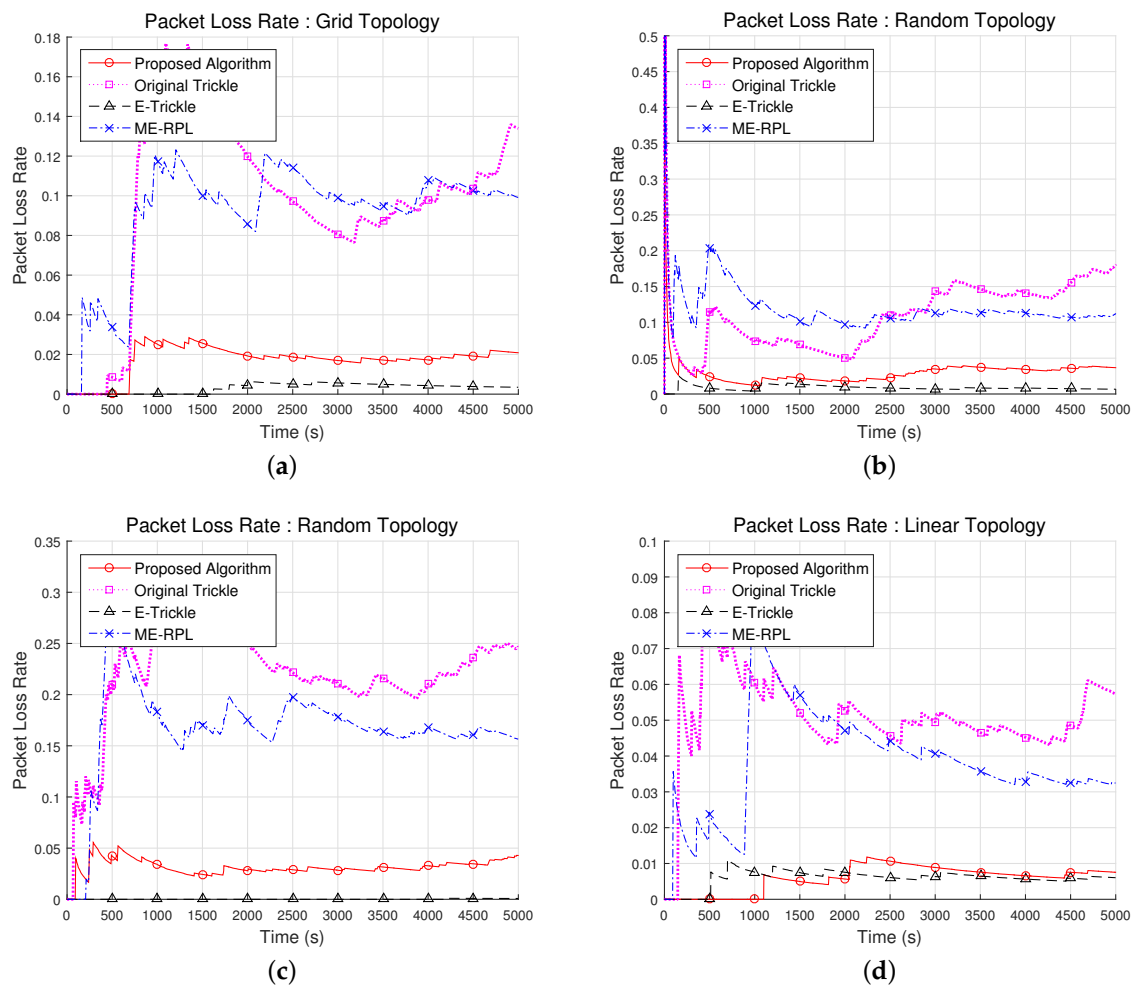 Packet Loss Rate : Grid Topology
0.18
0.16
0.14
0.12
0.1
0.08
0.06
0.04
0.02
0
Packet Loss Rate
Proposed Algorithm
Original Trickle
E-Trickle
ME-RPL
0 500 1000 1500 2000 2500 3000 3500 4000 4500 5000
Time (s)
(a)
Packet Loss Rate : Random Topology
0.5
0.45
0.4
0.35
0.3
0.25
0.2
0.15
0.1
0.05
0
Packet Loss Rate
Proposed Algorithm
Original Trickle
E-Trickle
ME-RPL
0 500 1000 1500 2000 2500 3000 3500 4000 4500 5000
Time (s)
(b)
Packet Loss Rate : Random Topology
0.35
0.3
0.25
0.2
0.15
0.1
0.05
0
Packet Loss Rate
Proposed Algorithm
Original Trickle
E-Trickle
ME-RPL
0 500 1000 1500 2000 2500 3000 3500 4000 4500 5000
Time (s)
(c)
Packet Loss Rate : Linear Topology
0.1
0.09
0.08
0.07
0.06
0.05
0.04
0.03
0.02
0.01
0
Packet Loss Rate
Proposed Algorithm
Original Trickle
E-Trickle
ME-RPL
0 500 1000 1500 2000 2500 3000 3500 4000 4500 5000
Time (s)
(d)